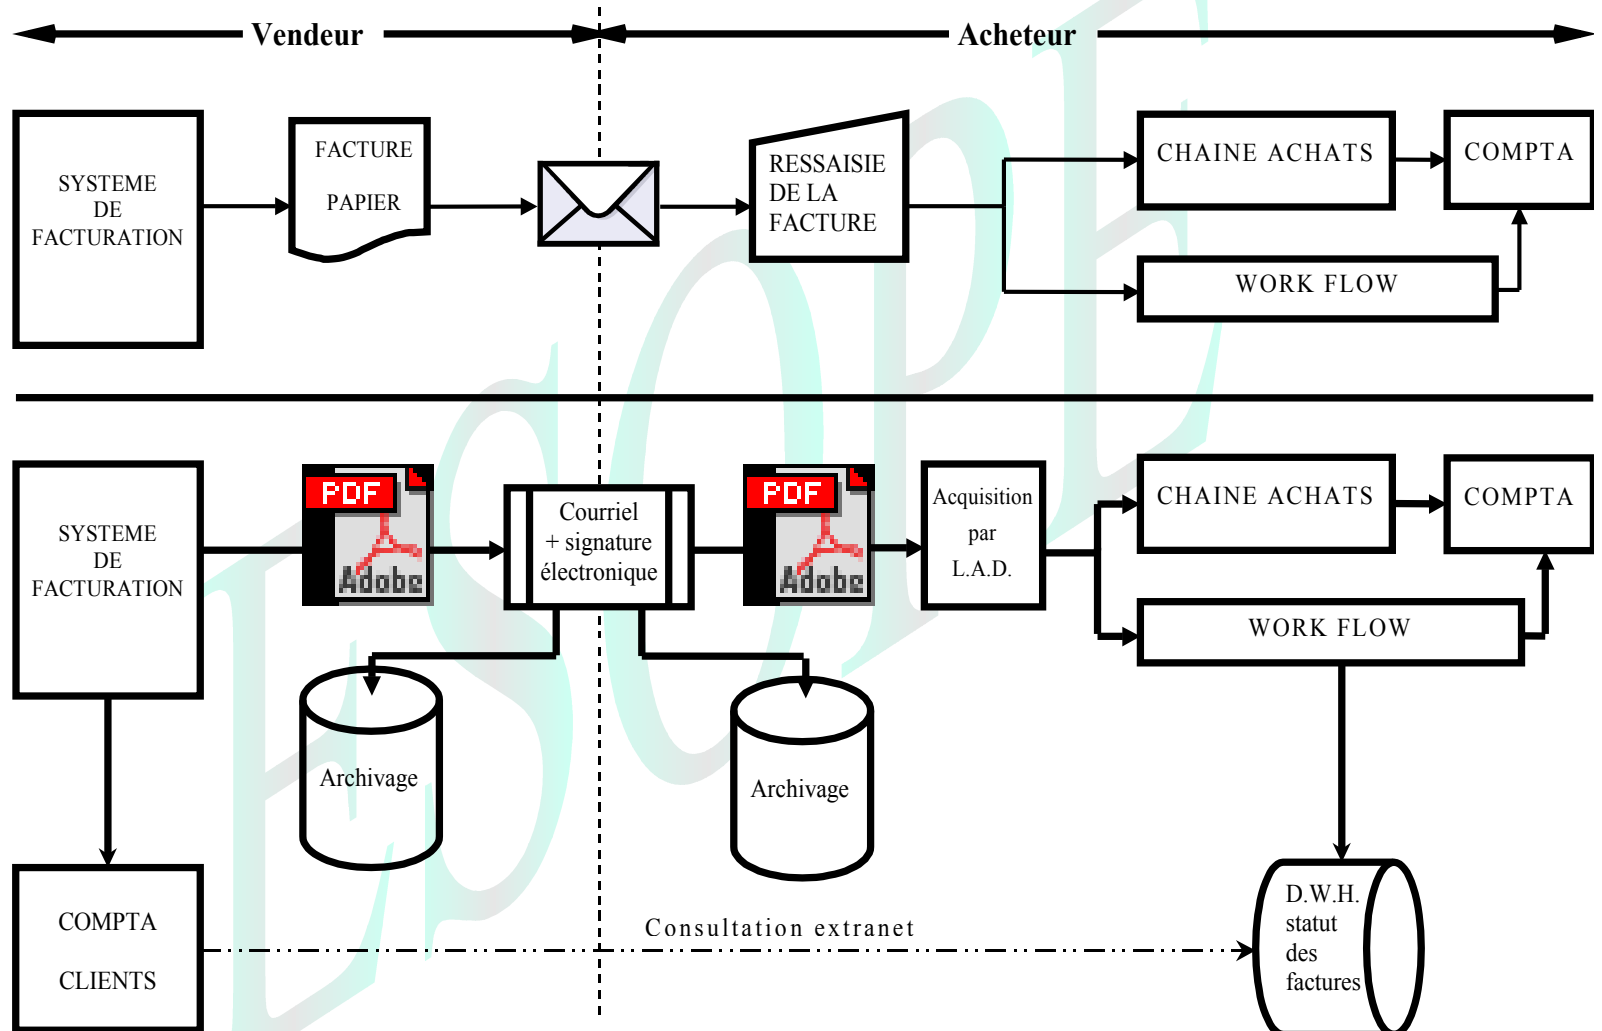 Vendeur
Acheteur
SYSTEME
DE
FACTURATION
FACTURE
PAPIER
RESSAISIE
DE LA
FACTURE
CHAINE ACHATS
COMPTA
WORK FLOW
SYSTEME
DE
FACTURATION
PDF
Adobe
Courriel
+ signature
électronique
PDF
Adobe
Acquisition
par
L.A.D.
CHAINE ACHATS
COMPTA
WORK FLOW
Archivage
Archivage
COMPTA
CLIENTS
Consultation extranet
D.W.H.
statut
des
factures
ESOPE